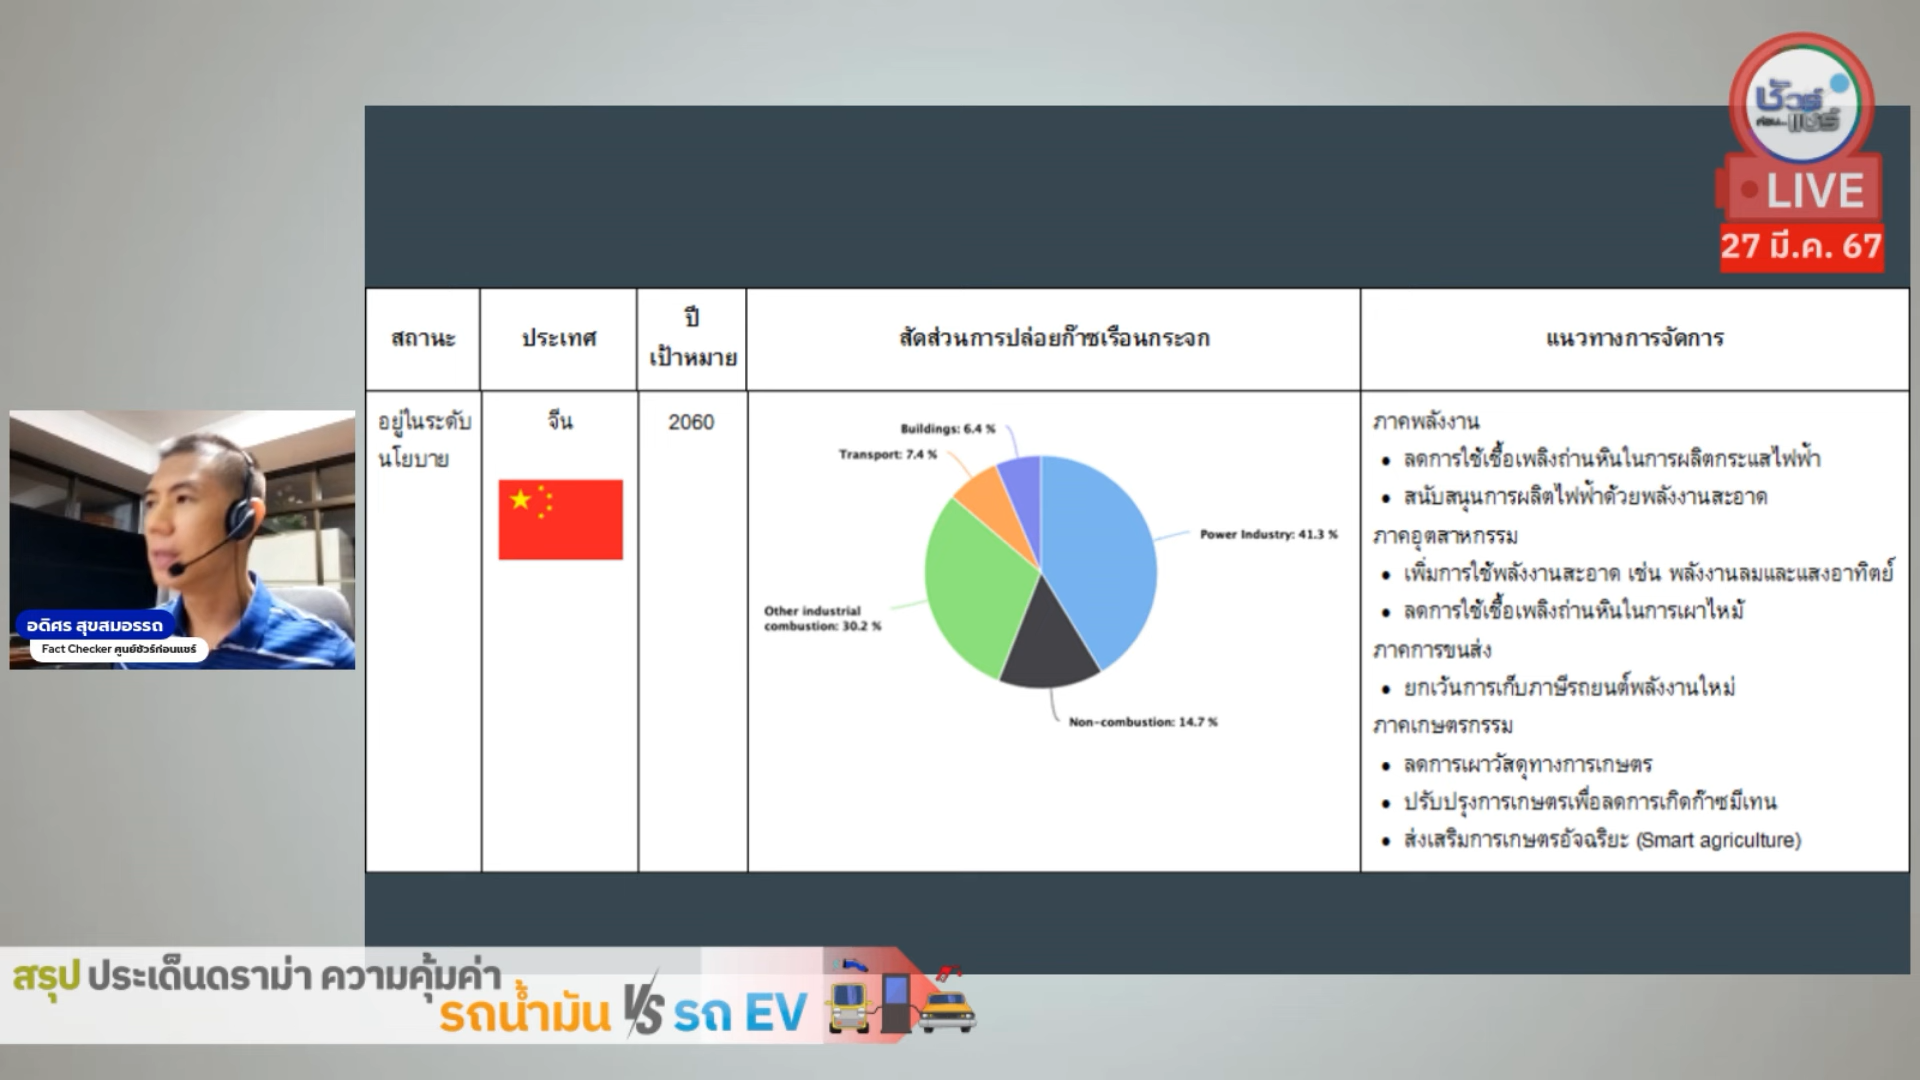 ชัวร์
ก่อน...แชร์
LIVE
27 มี.ค. 67
สถานะ
ประเทศ
ปี
เป้าหมาย
สัดส่วนการปล่อยก๊าซเรือนกระจก
แนวทางการจัดการ
อยู่ในระดับ
นโยบาย
จีน
2060
Buildings: 6.4 %
Transport: 7.4 %
Power Industry: 41.3 %
Other industrial
combustion: 30.2 %
Non-combustion: 14.7 %
ภาคพลังงาน
• ลดการใช้เชื้อเพลิงถ่านหินในการผลิตกระแสไฟฟ้า
• สนับสนุนการผลิตไฟฟ้าด้วยพลังงานสะอาด
ภาคอุตสาหกรรม
• เพิ่มการใช้พลังงานสะอาด เช่น พลังงานลมและแสงอาทิตย์
• ลดการใช้เชื้อเพลิงถ่านหินในการเผาไหม้
ภาคการขนส่ง
• ยกเว้นการเก็บภาษีรถยนต์พลังงานใหม่
ภาคเกษตรกรรม
• ลดการเผาวัสดุทางการเกษตร
• ปรับปรุงการเกษตรเพื่อลดการเกิดก๊าซมีเทน
• ส่งเสริมการเกษตรอัจฉริยะ (Smart agriculture)
อดิศร สุขสมอรรถ
Fact Checker ศูนย์ชัวร์ก่อนแชร์
สรุป ประเด็นดราม่า ความคุ้มค่า
รถน้ำมัน VS รถ EV